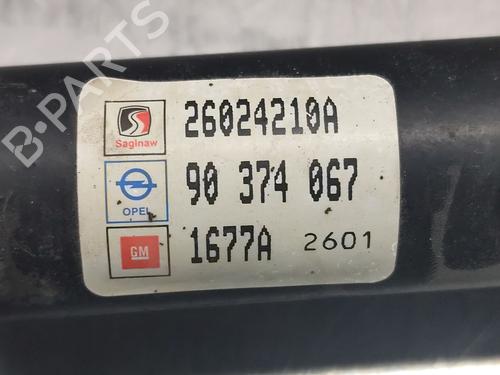 B-PARTS
Saginaw
26024210A
OPEL
90 374 067
GM
1677A 2601